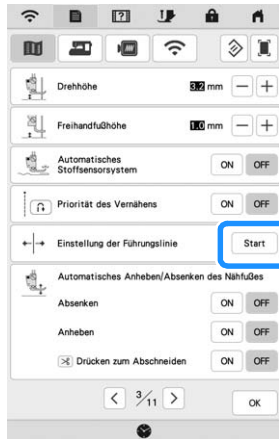 Drehhöhe 3.2 mm − +
Freihandfußhöhe 1.0 mm − +
Automatisches
Stoffsensorsystem ON OFF
Priorität des Vernähens ON OFF
Einstellung der Führungslinie Start
Automatisches Anheben/Absenken des Nähfußes
Absenken ON OFF
Anheben ON OFF
Drücken zum Abschneiden ON OFF
< 3/11 > OK